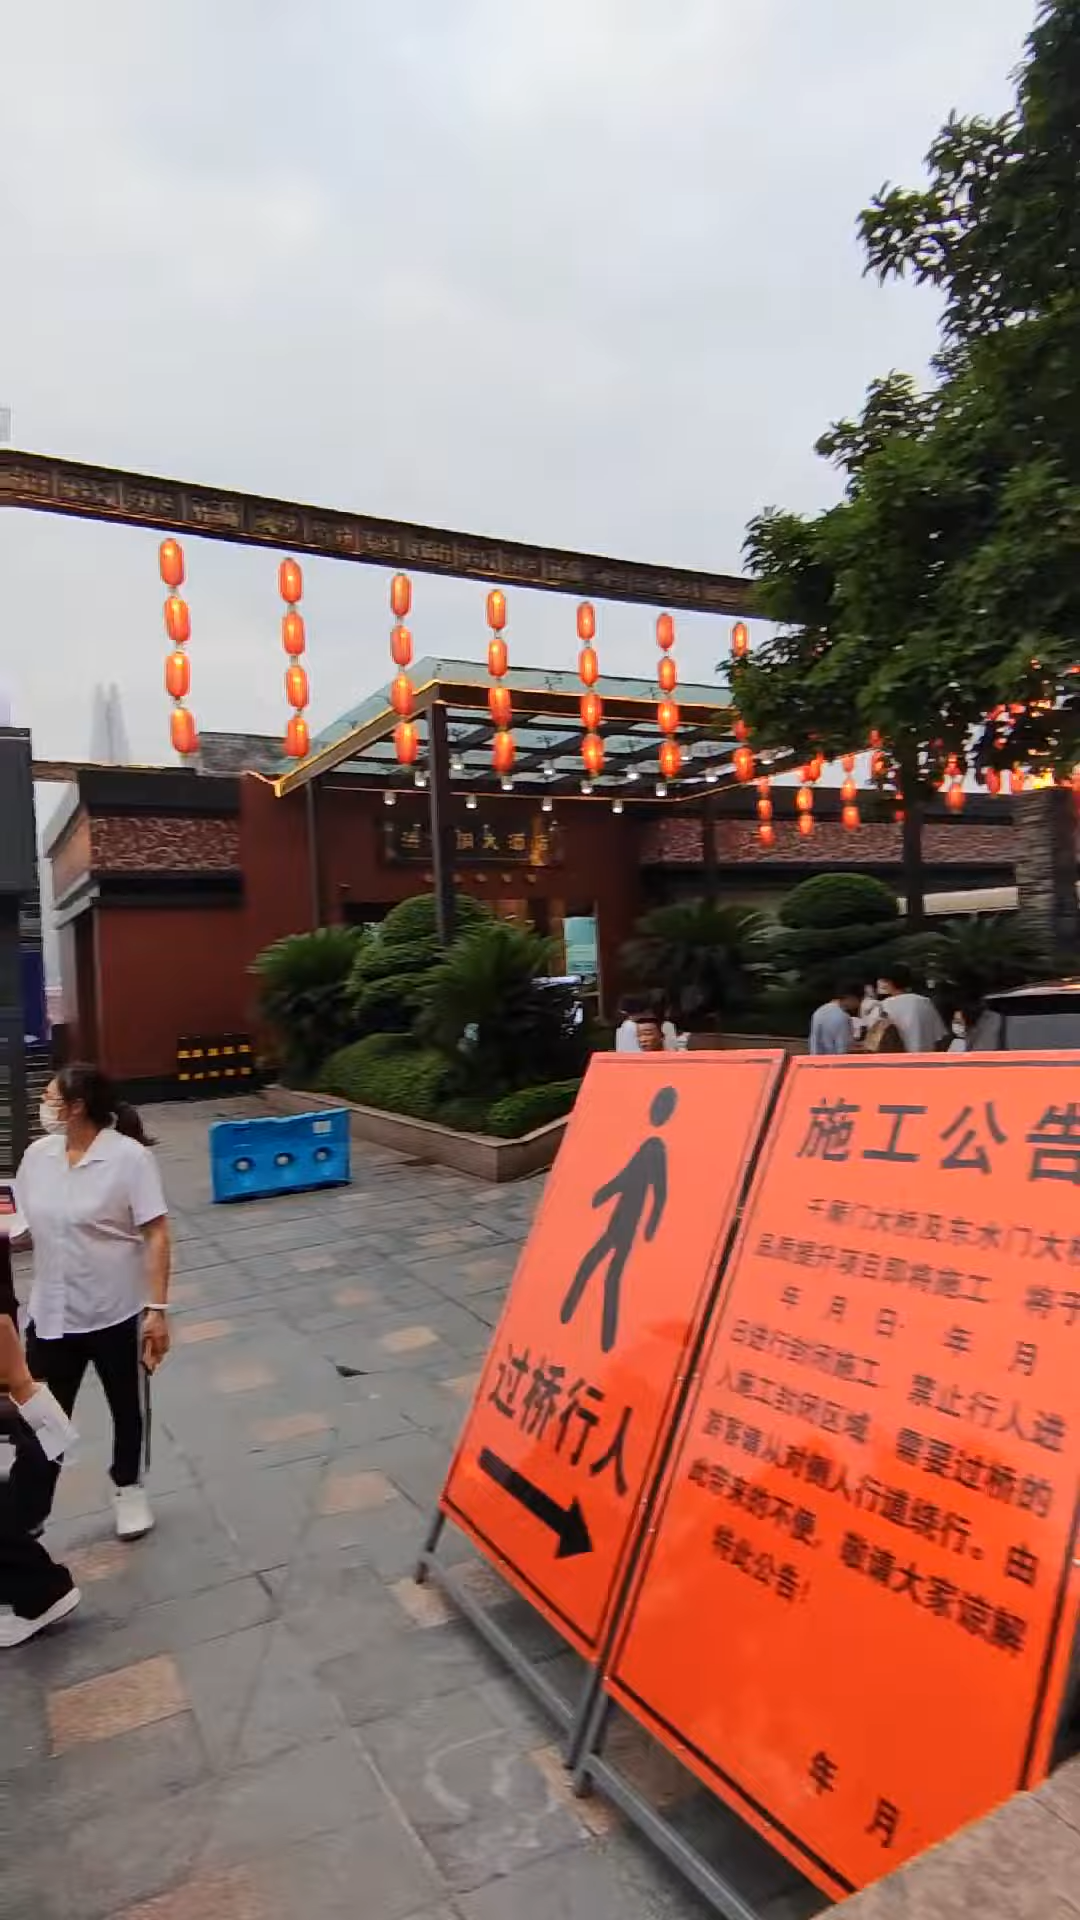 大酒店
过桥行人
施工公告
千厮门大桥及东水门大桥
品质提升项目即将施工 将于
年 月 日· 年 月
日进行封闭施工 禁止行人进
入施工封闭区域 需要过桥的
游客请从对侧人行道绕行。由
此带来的不便，敬请大家谅解
特此公告！
年 月